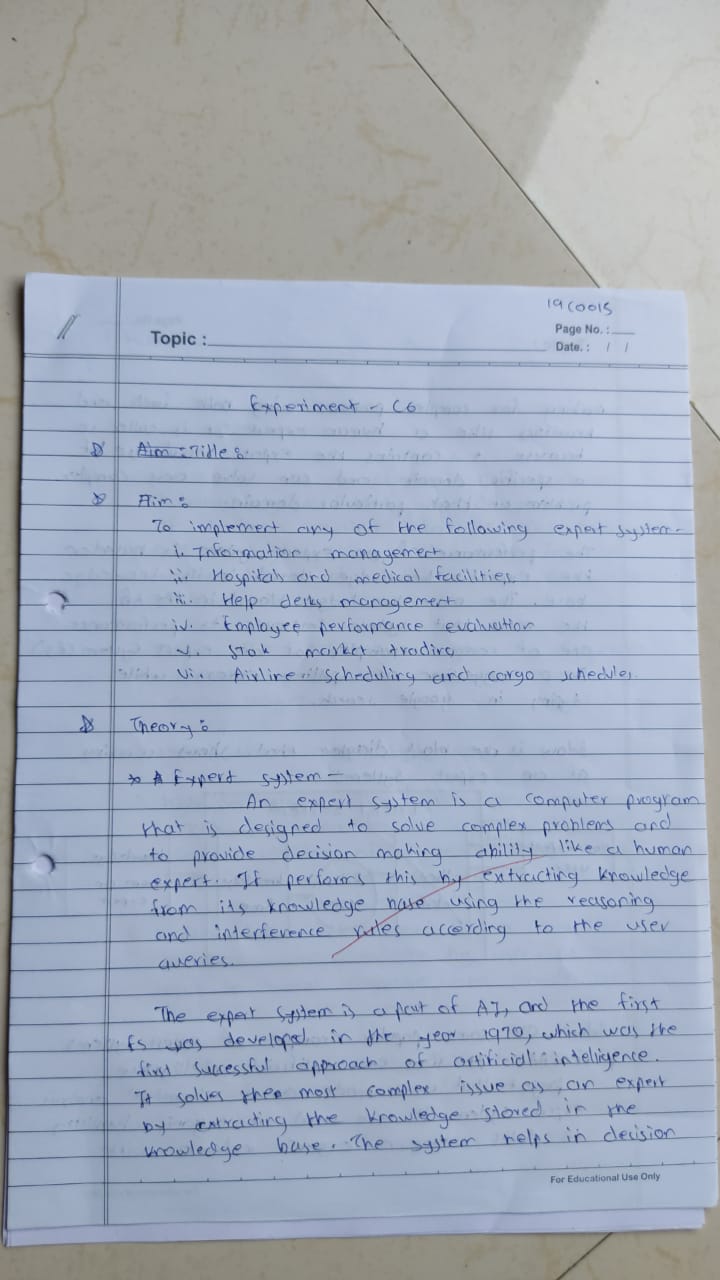 19CO015
Page No. :
Topic :
Date. : / /
Experiment - C6
Aim : Title :
Aim :
To implement any of the following expert system -
i. Information management
ii. Hospitals and medical facilities
iii. Help desks management
iv. Employee performance evaluation
v. Stok market trading
vi. Airline scheduling and cargo schedules
Theory :
Expert system -
An expert system is a computer program
that is designed to solve complex problems and
to provide decision making ability like a human
expert. It performs this by extracting knowledge
from its knowledge base using the reasoning
and interference rules according to the user
queries.
The expert system is a part of AI, and the first
ES was developed in the year 1970, which was the
first successful approach of artificial intelligence.
It solves the most complex issue as an expert
by extracting the knowledge stored in the
knowledge base. The system helps in decision
For Educational Use Only